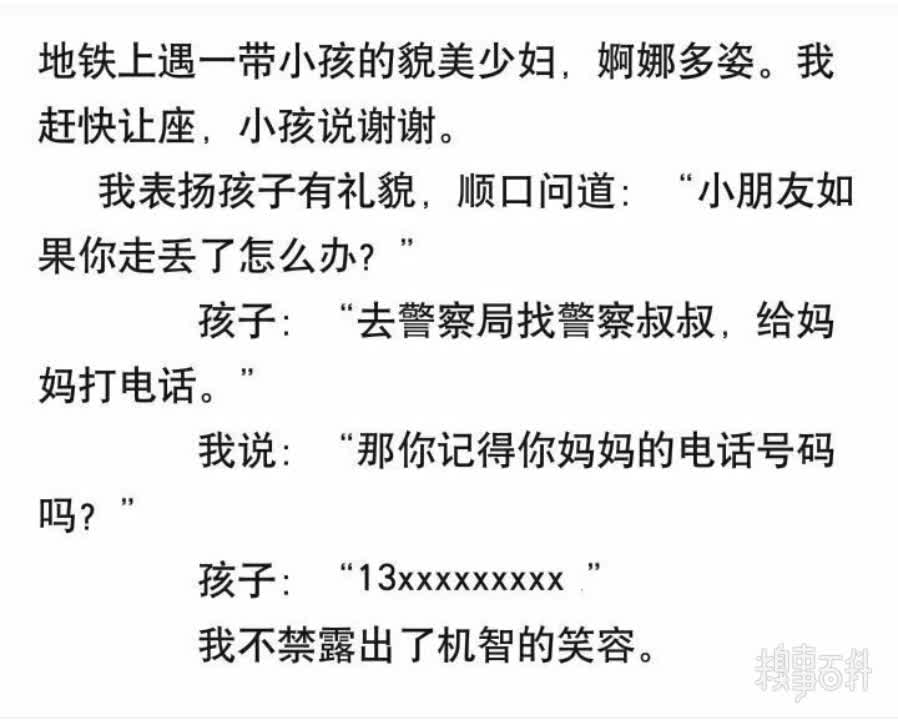 地铁上遇一带小孩的貌美少妇，婀娜多姿。我
赶快让座，小孩说谢谢。
我表扬孩子有礼貌，顺口问道：“小朋友如
果你走丢了怎么办？”
孩子：“去警察局找警察叔叔，给妈
妈打电话。”
我说：“那你记得你妈妈的电话号码
吗？”
孩子：“13xxxxxxxxx ”
我不禁露出了机智的笑容。
糗事百科